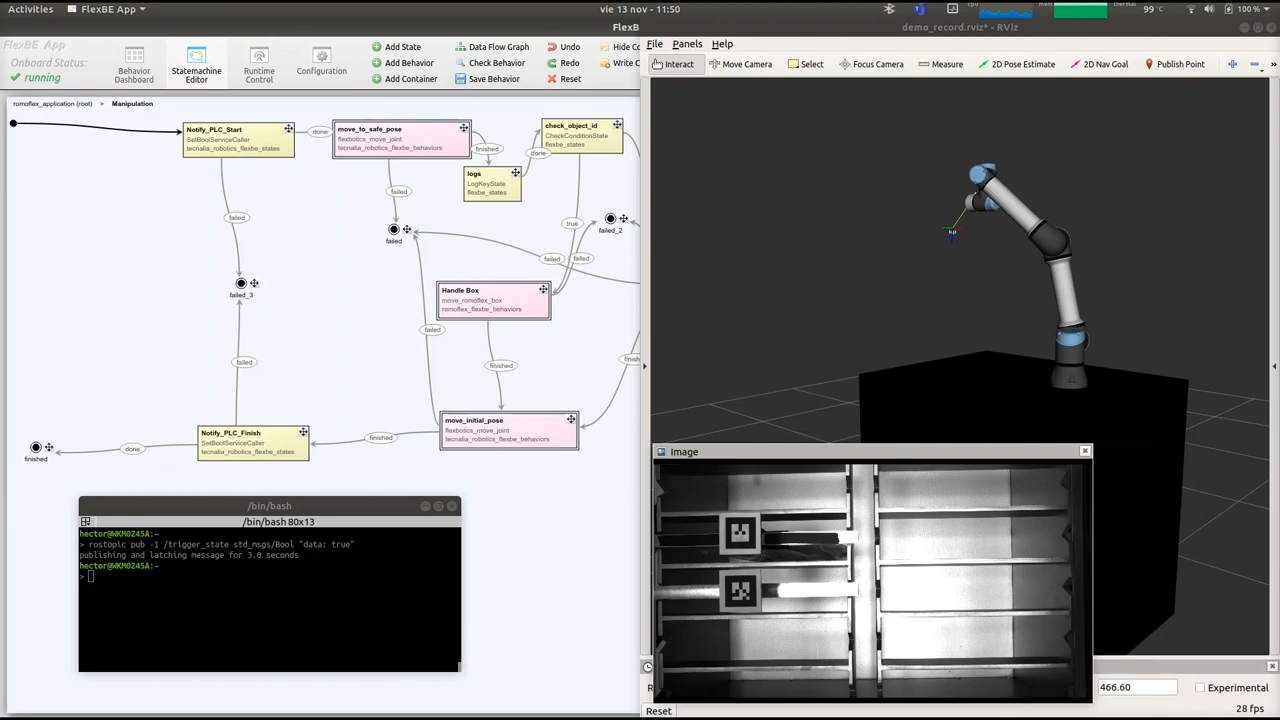 Activities
FlexBE App
vie 13 nov - 11:50
cpu
mem
thermal
99 °C
100 %
FlexBE App
Onboard Status:
running
Behavior
Dashboard
Statemachine
Editor
Runtime
Control
Configuration
Add State
Add Behavior
Add Container
Data Flow Graph
Check Behavior
Save Behavior
Undo
Redo
Reset
Hide Co
Write C
FlexB
romoflex_application (root) > Manipulation
Notify_PLC_Start
SetBoolServiceCaller
tecnalia_robotics_flexbe_states
done
move_to_safe_pose
flexbotics_move_joint
tecnalia_robotics_flexbe_behaviors
finished
done
check_object_id
CheckConditionState
flexbe_states
logs
LogKeyState
flexbe_states
failed
failed
true
failed_2
failed
failed
failed
failed_3
Handle Box
move_romoflex_box
romoflex_flexbe_behaviors
failed
failed
finished
finish
move_initial_pose
flexbotics_move_joint
tecnalia_robotics_flexbe_behaviors
Notify_PLC_Finish
SetBoolServiceCaller
tecnalia_robotics_flexbe_states
finished
done
finished
/bin/bash
/bin/bash 80x13
hector@WKM0245A:~
> rostopic pub -1 /trigger_state std_msgs/Bool "data: true"
publishing and latching message for 3.0 seconds
hector@WKM0245A:~
>
demo_record.rviz* - RViz
File Panels Help
Interact
Move Camera
Select
Focus Camera
Measure
2D Pose Estimate
2D Nav Goal
Publish Point
Image
466.60
Experimental
Reset
28 fps